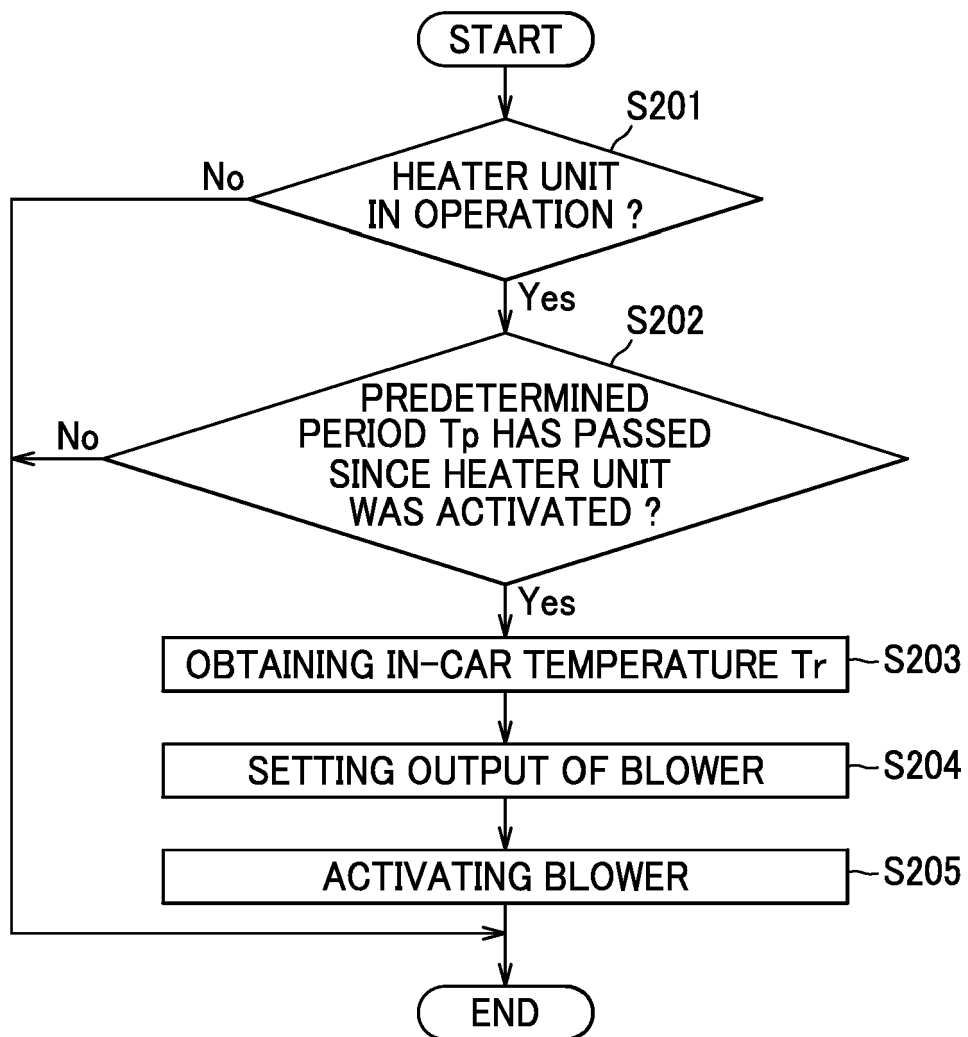 START
S201
No
HEATER UNIT
IN OPERATION ?
Yes
S202
No
PREDETERMINED
PERIOD Tp HAS PASSED
SINCE HEATER UNIT
WAS ACTIVATED ?
Yes
OBTAINING IN-CAR TEMPERATURE Tr
S203
SETTING OUTPUT OF BLOWER
S204
ACTIVATING BLOWER
S205
END